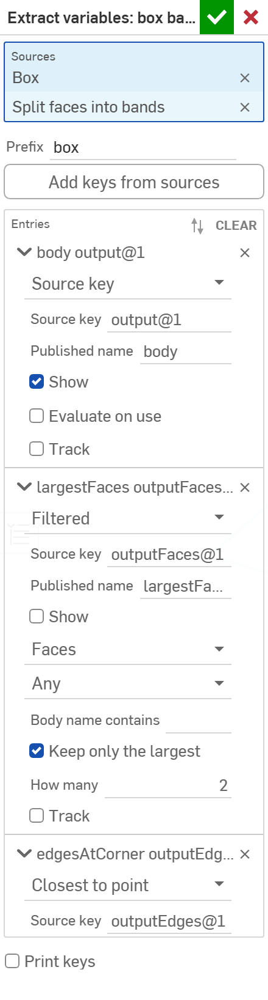 Extract variables: box ba...
Sources
Box
Split faces into bands
Prefix box
Add keys from sources
Entries CLEAR
body output@1
Source key
Source key output@1
Published name body
Show
Evaluate on use
Track
largestFaces outputFaces...
Filtered
Source key outputFaces@1
Published name largestFa...
Show
Faces
Any
Body name contains
Keep only the largest
How many 2
Track
edgesAtCorner outputEdg...
Closest to point
Source key outputEdges@1
Print keys